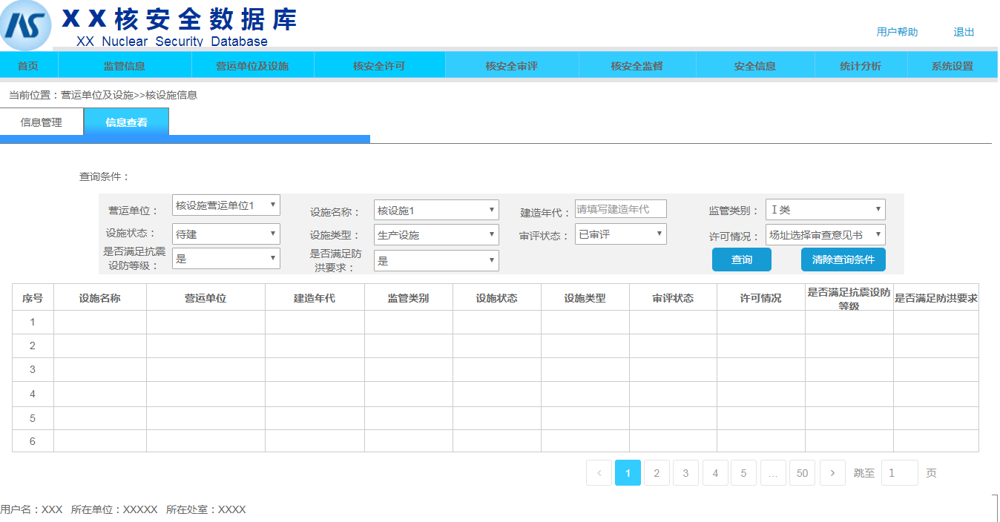 XX核安全数据库
XX Nuclear Security Database
用户帮助 退出
首页 监管信息 营运单位及设施 核安全许可 核安全审评 核安全监督 安全信息 统计分析 系统设置
当前位置：营运单位及设施>>核设施信息
信息管理 信息查看
查询条件：
营运单位： 核设施营运单位1 设施名称： 核设施1 建造年代： 请填写建造年代 监管类别： Ⅰ类
设施状态： 待建 设施类型： 生产设施 审评状态： 已审评 许可情况： 场址选择审查意见书
是否满足抗震
设防等级： 是
是否满足防
洪要求： 是
查询 清除查询条件
序号 设施名称 营运单位 建造年代 监管类别 设施状态 设施类型 审评状态 许可情况 是否满足抗震设防
等级 是否满足防洪要求
1
2
3
4
5
6
‹ 1 2 3 4 5 ... 50 › 跳至 1 页
用户名：XXX 所在单位：XXXXX 所在处室：XXXX